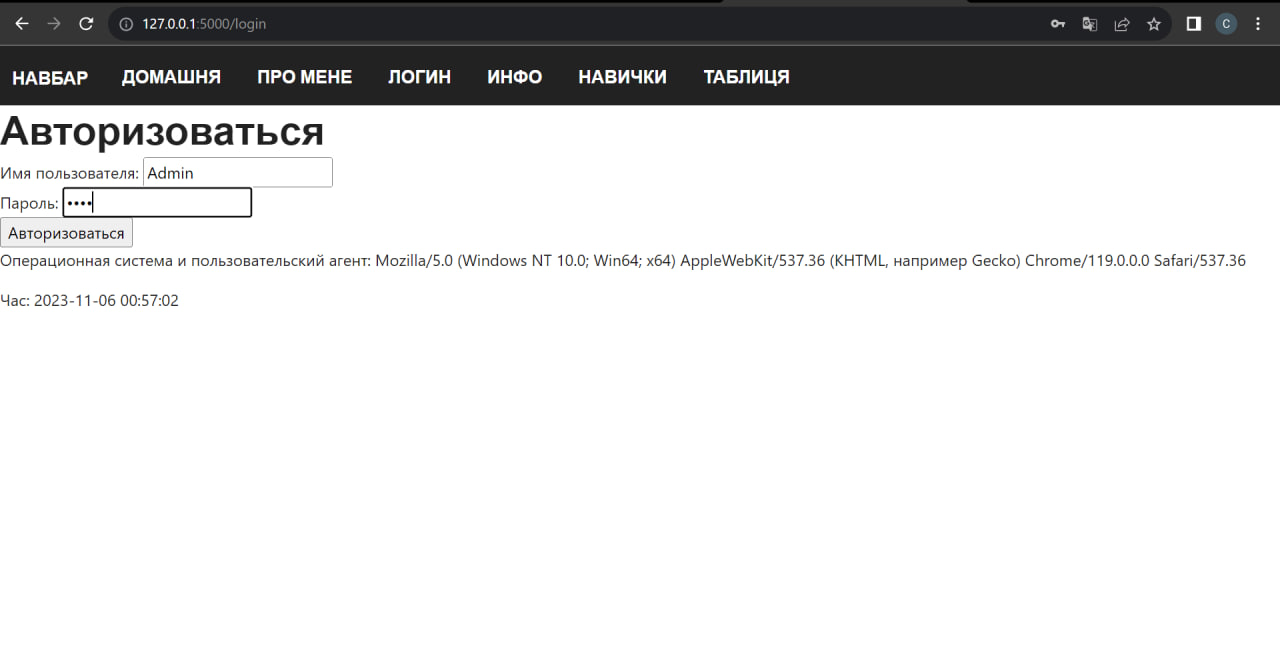 127.0.0.1:5000/login
C
НАВБАР ДОМАШНЯ ПРО МЕНЕ ЛОГИН ИНФО НАВИЧКИ ТАБЛИЦЯ
Авторизоваться
Имя пользователя: Admin
Пароль: ••••
Авторизоваться
Операционная система и пользовательский агент: Mozilla/5.0 (Windows NT 10.0; Win64; x64) AppleWebKit/537.36 (KHTML, например Gecko) Chrome/119.0.0.0 Safari/537.36
Час: 2023-11-06 00:57:02